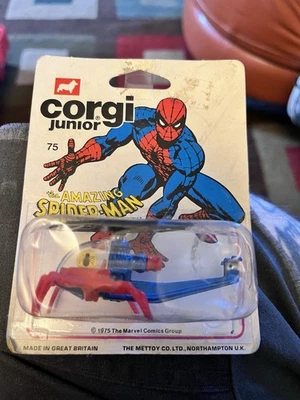 corgi
junior
75
the AMAZING
SPIDER-MAN
© 1975 The Marvel Comics Group.
MADE IN GREAT BRITAIN THE METTOY CO. LTD., NORTHAMPTON U.K.